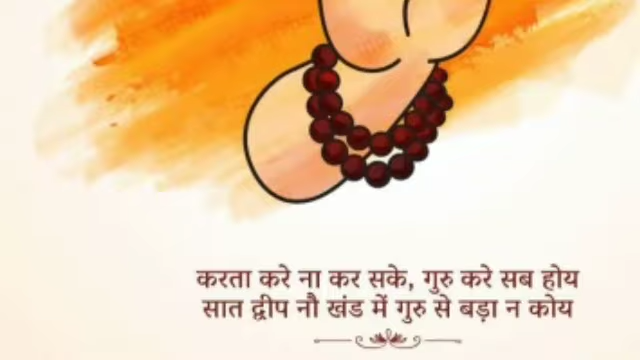 करता करे ना कर सके, गुरु करे सब होय
सात द्वीप नौ खंड में गुरु से बड़ा न कोय